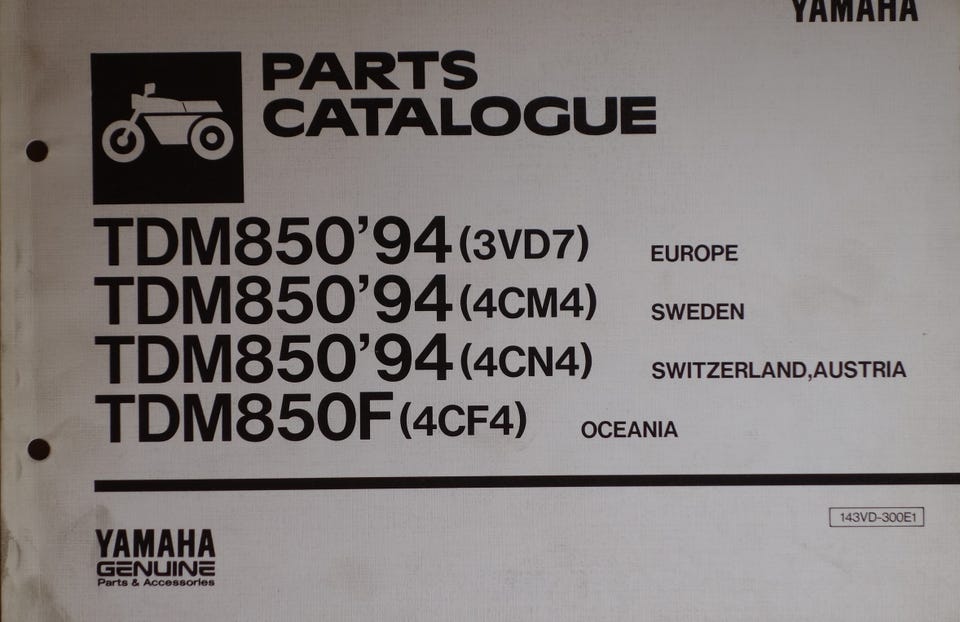 YAMAHA
PARTS
CATALOGUE
TDM850’94 (3VD7) EUROPE
TDM850’94 (4CM4) SWEDEN
TDM850’94 (4CN4) SWITZERLAND,AUSTRIA
TDM850F (4CF4) OCEANIA
143VD-300E1
YAMAHA
GENUINE
Parts & Accessories